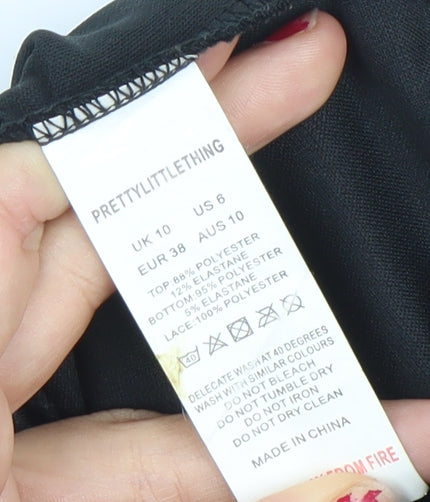 PRETTYLITTLETHING
UK 10 US 6
EUR 38 AUS 10
TOP:88% POLYESTER
12% ELASTANE
BOTTOM:95% POLYESTER
5% ELASTANE
LACE:100% POLYESTER
40
DELICATE WASH AT 40 DEGREES
WASH WITH SIMILAR COLOURS
DO NOT BLEACH
DO NOT TUMBLE DRY
DO NOT IRON
DO NOT DRY CLEAN
MADE IN CHINA
FROM FIRE